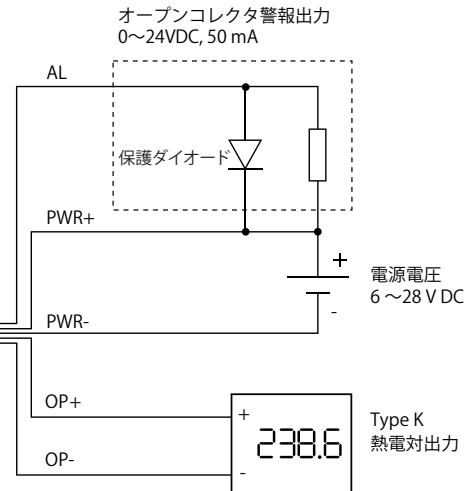 オープンコレクタ警報出力
0～24VDC, 50 mA
AL
保護ダイオード
PWR+
+
電源電圧
6 ～28 V DC
-
PWR-
OP+
+
238.6
Type K
熱電対出力
OP-
-